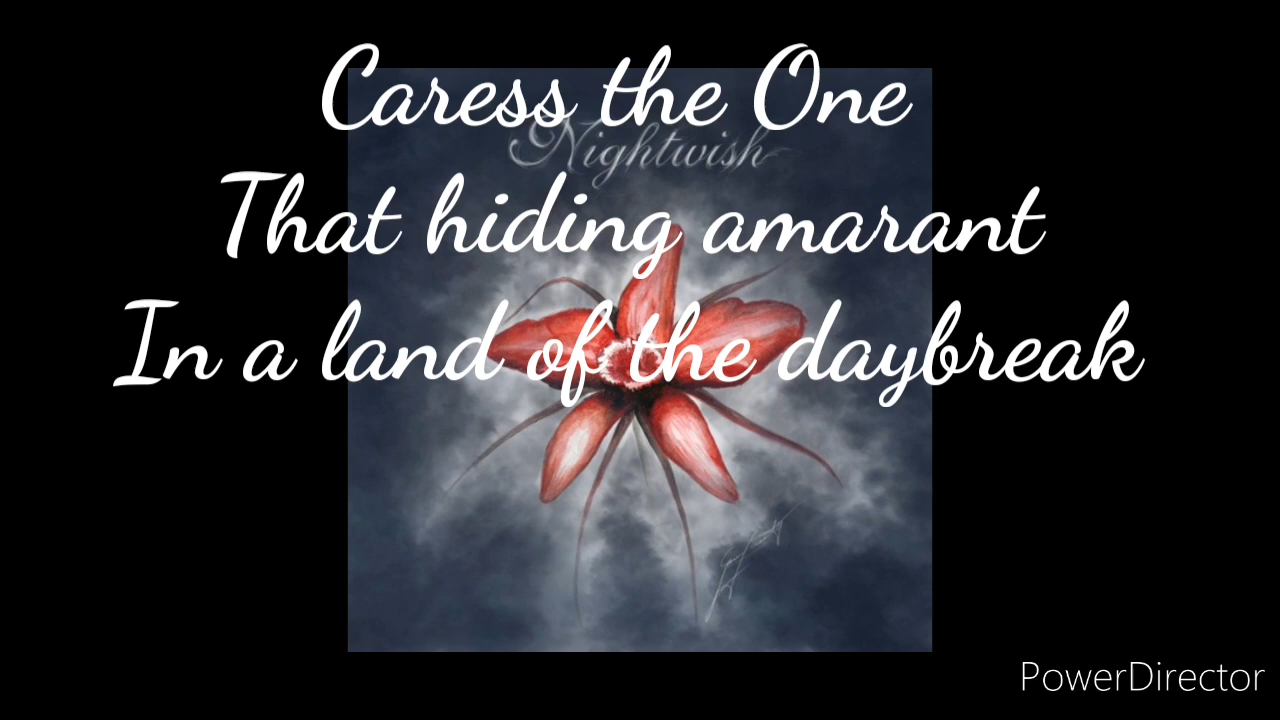 Caress the One
Nightwish
That hiding amarant
In a land of the daybreak
PowerDirector